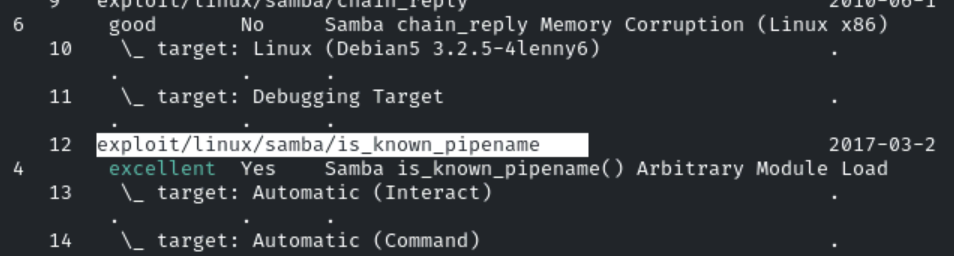 9 exploit/linux/samba/chain_reply 2010-06-1
6 good No Samba chain_reply Memory Corruption (Linux x86)
10 \_ target: Linux (Debian5 3.2.5-4lenny6) .
. . .
11 \_ target: Debugging Target .
. . .
12 exploit/linux/samba/is_known_pipename 2017-03-2
4 excellent Yes Samba is_known_pipename() Arbitrary Module Load
13 \_ target: Automatic (Interact) .
. . .
14 \_ target: Automatic (Command) .